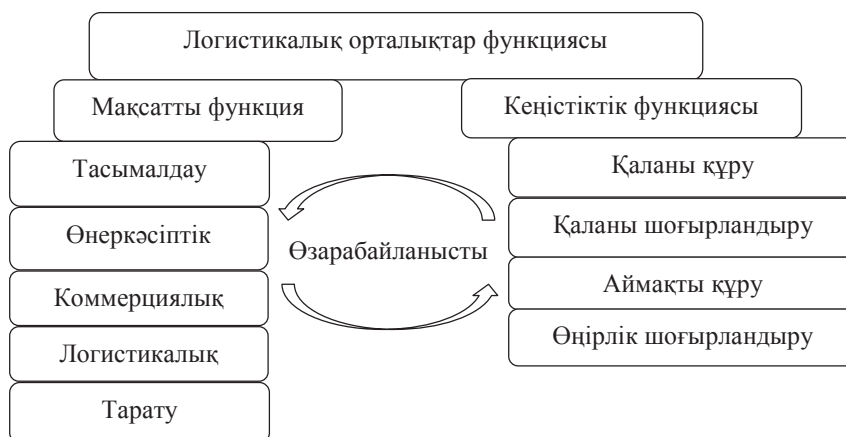 Логистикалық орталықтар функциясы
Мақсатты функция
Кеңістіктік функциясы
Тасымалдау
Өнеркәсіптік
Коммерциялық
Логистикалық
Тарату
Өзарабайланысты
Қаланы құру
Қаланы шоғырландыру
Аймақты құру
Өңірлік шоғырландыру